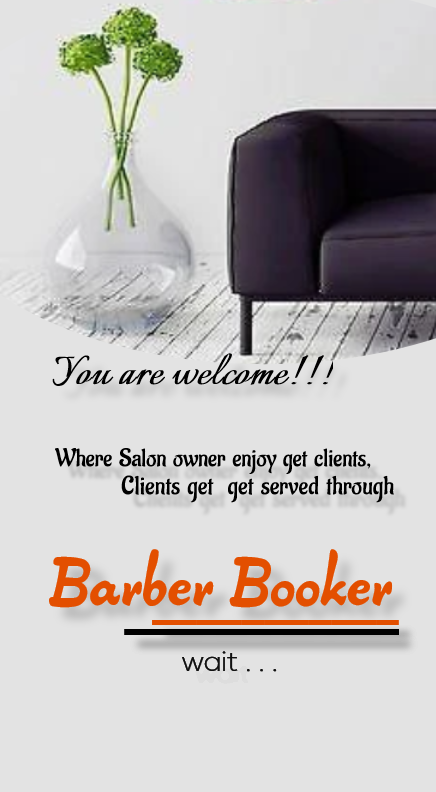 You are welcome!!!
Where Salon owner enjoy get clients,
Clients get get served through
Barber Booker
wait . . .